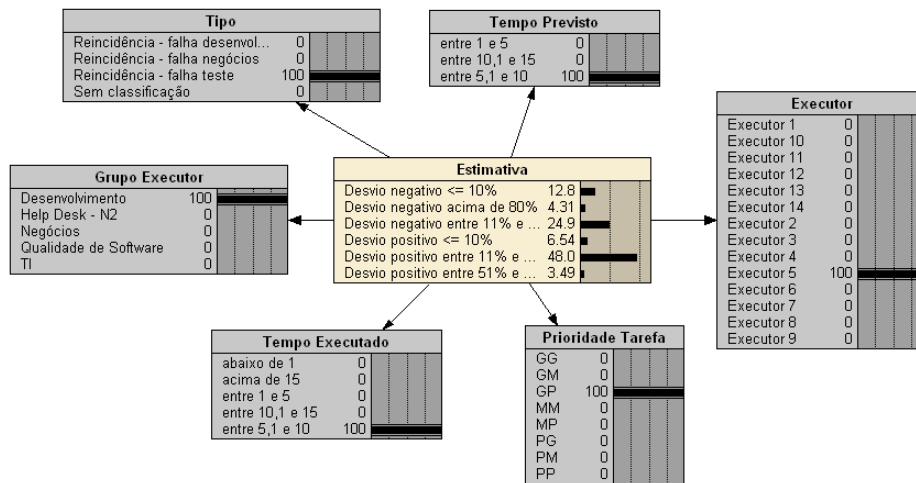 Tipo
Reincidência - falha desenvol... 0
Reincidência - falha negócios 0
Reincidência - falha teste 100
Sem classificação 0
Tempo Previsto
entre 1 e 5 0
entre 10,1 e 15 0
entre 5,1 e 10 100
Executor
Executor 1 0
Executor 10 0
Executor 11 0
Executor 12 0
Executor 13 0
Executor 14 0
Executor 2 0
Executor 3 0
Executor 4 0
Executor 5 100
Executor 6 0
Executor 7 0
Executor 8 0
Executor 9 0
Grupo Executor
Desenvolvimento 100
Help Desk - N2 0
Negócios 0
Qualidade de Software 0
TI 0
Estimativa
Desvio negativo <= 10% 12.8
Desvio negativo acima de 80% 4.31
Desvio negativo entre 11% e ... 24.9
Desvio positivo <= 10% 6.54
Desvio positivo entre 11% e ... 48.0
Desvio positivo entre 51% e ... 3.49
Tempo Executado
abaixo de 1 0
acima de 15 0
entre 1 e 5 0
entre 10,1 e 15 0
entre 5,1 e 10 100
Prioridade Tarefa
GG 0
GM 0
GP 100
MM 0
MP 0
PG 0
PM 0
PP 0